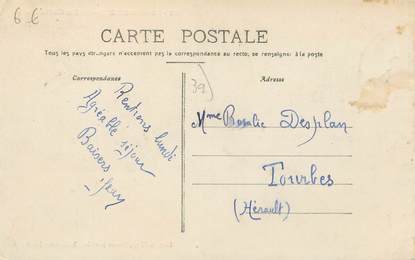 6-6
CARTE POSTALE
Tous les pays étrangers n'acceptent pas la correspondance au recto, se renseigner à la poste
Correspondance
Adresse
39
Rentrons lundi
Agréable séjour
Baisers Jean
Mme Rosalie Desplan
Tourbes
(Hérault)